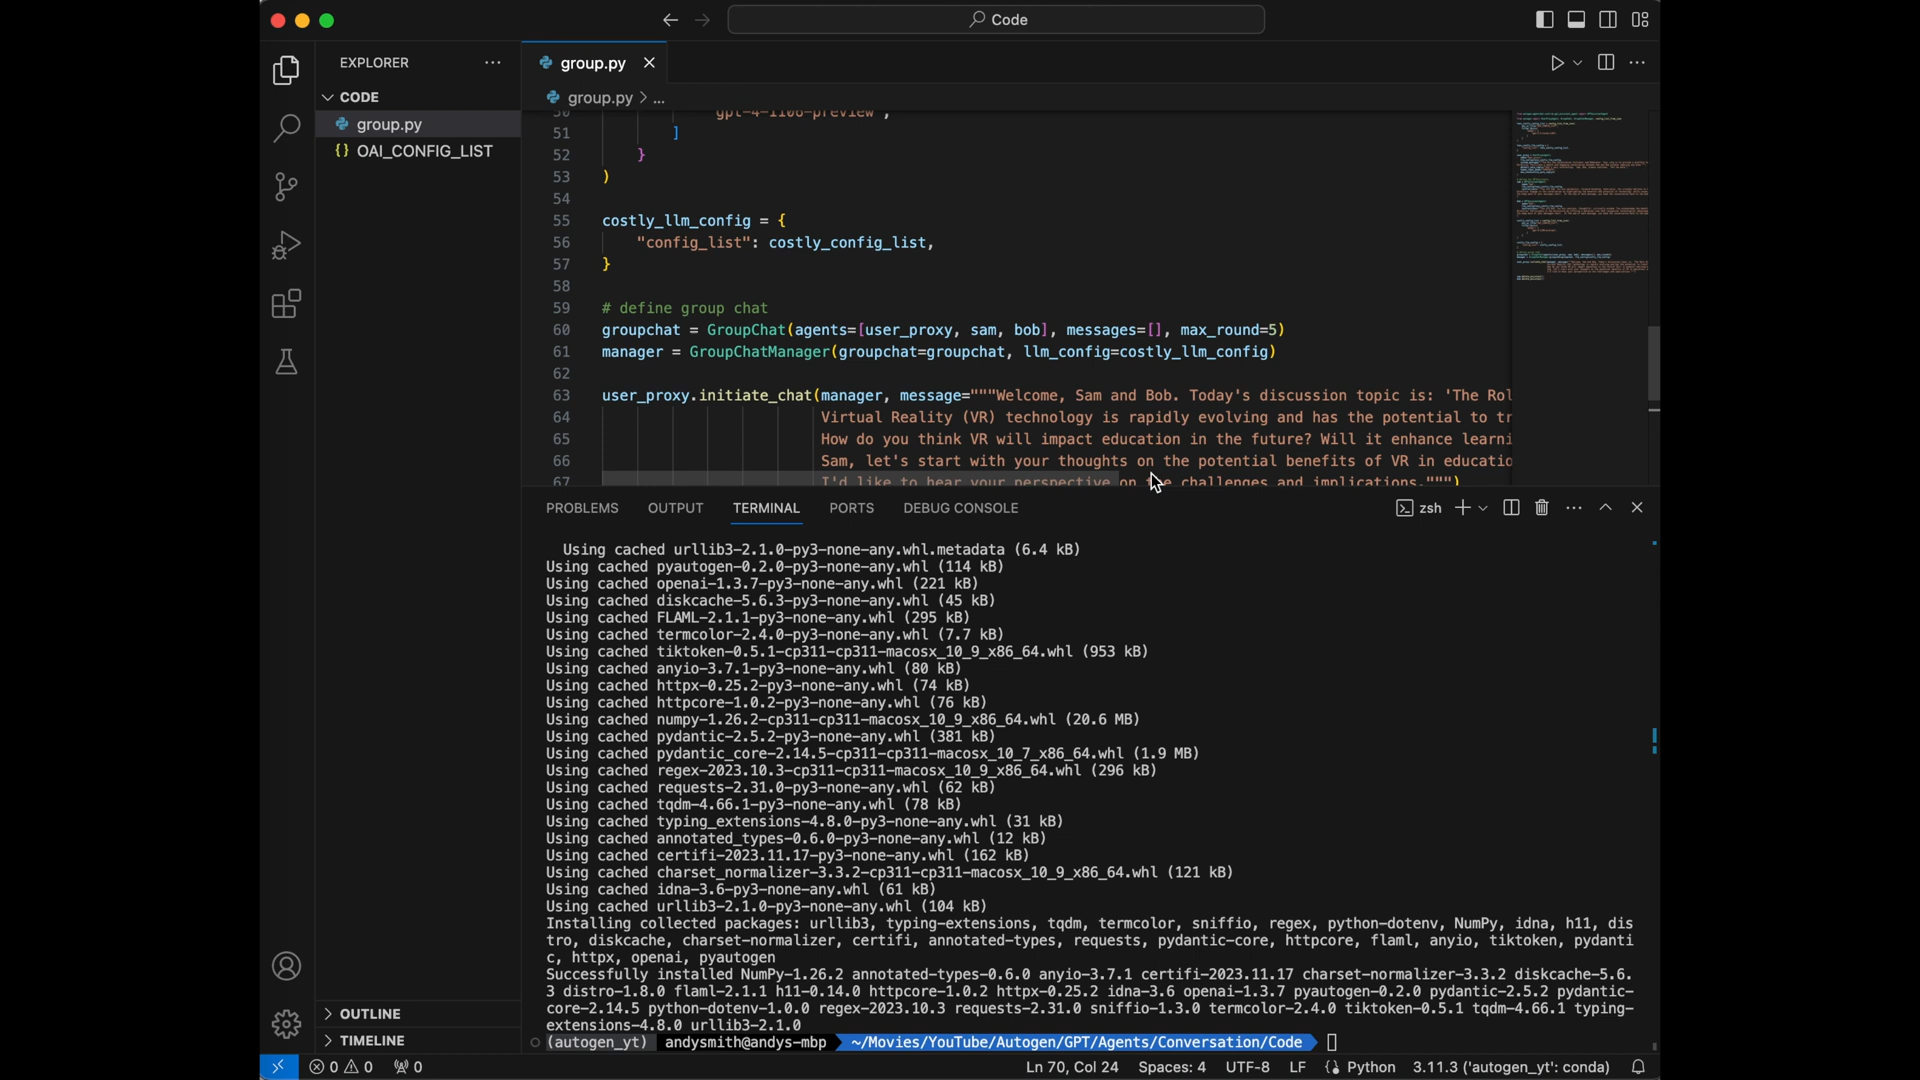 Code
EXPLORER
CODE
group.py
OAI_CONFIG_LIST
OUTLINE
TIMELINE
group.py
group.py > ...
50 "gpt-4-1106-preview",
51 ]
52 }
53 )
54
55 costly_llm_config = {
56 "config_list": costly_config_list,
57 }
58
59 # define group chat
60 groupchat = GroupChat(agents=[user_proxy, sam, bob], messages=[], max_round=5)
61 manager = GroupChatManager(groupchat=groupchat, llm_config=costly_llm_config)
62
63 user_proxy.initiate_chat(manager, message="""Welcome, Sam and Bob. Today's discussion topic is: 'The Rol
64 Virtual Reality (VR) technology is rapidly evolving and has the potential to tr
65 How do you think VR will impact education in the future? Will it enhance learni
66 Sam, let's start with your thoughts on the potential benefits of VR in educatio
67 I'd like to hear your perspective on the challenges and implications.""")
PROBLEMS OUTPUT TERMINAL PORTS DEBUG CONSOLE zsh
Using cached urllib3-2.1.0-py3-none-any.whl.metadata (6.4 kB)
Using cached pyautogen-0.2.0-py3-none-any.whl (114 kB)
Using cached openai-1.3.7-py3-none-any.whl (221 kB)
Using cached diskcache-5.6.3-py3-none-any.whl (45 kB)
Using cached FLAML-2.1.1-py3-none-any.whl (295 kB)
Using cached termcolor-2.4.0-py3-none-any.whl (7.7 kB)
Using cached tiktoken-0.5.1-cp311-cp311-macosx_10_9_x86_64.whl (953 kB)
Using cached anyio-3.7.1-py3-none-any.whl (80 kB)
Using cached httpx-0.25.2-py3-none-any.whl (74 kB)
Using cached httpcore-1.0.2-py3-none-any.whl (76 kB)
Using cached numpy-1.26.2-cp311-cp311-macosx_10_9_x86_64.whl (20.6 MB)
Using cached pydantic-2.5.2-py3-none-any.whl (381 kB)
Using cached pydantic_core-2.14.5-cp311-cp311-macosx_10_7_x86_64.whl (1.9 MB)
Using cached regex-2023.10.3-cp311-cp311-macosx_10_9_x86_64.whl (296 kB)
Using cached requests-2.31.0-py3-none-any.whl (62 kB)
Using cached tqdm-4.66.1-py3-none-any.whl (78 kB)
Using cached typing_extensions-4.8.0-py3-none-any.whl (31 kB)
Using cached annotated_types-0.6.0-py3-none-any.whl (12 kB)
Using cached certifi-2023.11.17-py3-none-any.whl (162 kB)
Using cached charset_normalizer-3.3.2-cp311-cp311-macosx_10_9_x86_64.whl (121 kB)
Using cached idna-3.6-py3-none-any.whl (61 kB)
Using cached urllib3-2.1.0-py3-none-any.whl (104 kB)
Installing collected packages: urllib3, typing-extensions, tqdm, termcolor, sniffio, regex, python-dotenv, NumPy, idna, h11, dis
tro, diskcache, charset-normalizer, certifi, annotated-types, requests, pydantic-core, httpcore, flaml, anyio, tiktoken, pydanti
c, httpx, openai, pyautogen
Successfully installed NumPy-1.26.2 annotated-types-0.6.0 anyio-3.7.1 certifi-2023.11.17 charset-normalizer-3.3.2 diskcache-5.6.
3 distro-1.8.0 flaml-2.1.1 h11-0.14.0 httpcore-1.0.2 httpx-0.25.2 idna-3.6 openai-1.3.7 pyautogen-0.2.0 pydantic-2.5.2 pydantic-
core-2.14.5 python-dotenv-1.0.0 regex-2023.10.3 requests-2.31.0 sniffio-1.3.0 termcolor-2.4.0 tiktoken-0.5.1 tqdm-4.66.1 typing-
extensions-4.8.0 urllib3-2.1.0
(autogen_yt) andysmith@andys-mbp ~/Movies/YouTube/Autogen/GPT/Agents/Conversation/Code
0 0 0 Ln 70, Col 24 Spaces: 4 UTF-8 LF Python 3.11.3 ('autogen_yt': conda)